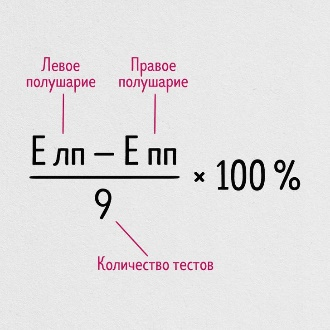 Левое Правое
полушарие полушарие
Е лп – Е пп
9
× 100 %
Количество тестов